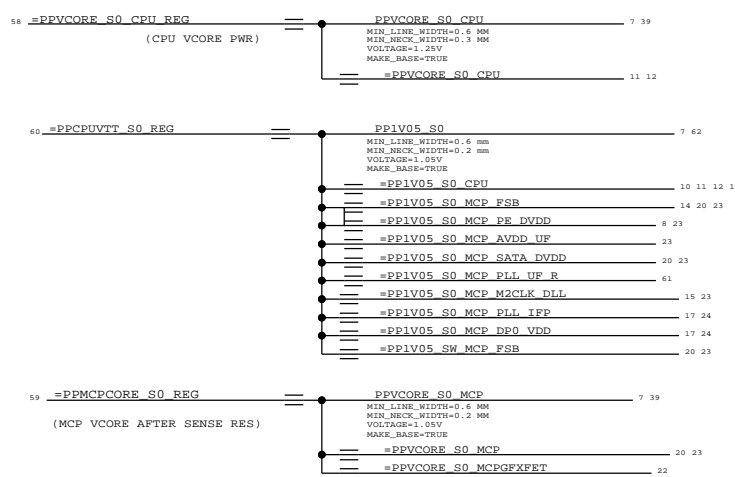 58 =PPVCORE_S0_CPU_REG PPVCORE_S0_CPU 7 39
(CPU VCORE PWR)
MIN_LINE_WIDTH=0.6 MM
MIN_NECK_WIDTH=0.3 MM
VOLTAGE=1.25V
MAKE_BASE=TRUE
=PPVCORE_S0_CPU 11 12
60 =PPCPUVTT_S0_REG PP1V05_S0 7 62
MIN_LINE_WIDTH=0.6 mm
MIN_NECK_WIDTH=0.2 mm
VOLTAGE=1.05V
MAKE_BASE=TRUE
=PP1V05_S0_CPU 10 11 12 1
=PP1V05_S0_MCP_FSB 14 20 23
=PP1V05_S0_MCP_PE_DVDD 8 23
=PP1V05_S0_MCP_AVDD_UF 23
=PP1V05_S0_MCP_SATA_DVDD 20 23
=PP1V05_S0_MCP_PLL_UF_R 61
=PP1V05_S0_MCP_M2CLK_DLL 15 23
=PP1V05_S0_MCP_PLL_IFP 17 24
=PP1V05_S0_MCP_DP0_VDD 17 24
=PP1V05_SW_MCP_FSB 20 23
59 =PPMCPCORE_S0_REG PPVCORE_S0_MCP 7 39
(MCP VCORE AFTER SENSE RES)
MIN_LINE_WIDTH=0.6 MM
MIN_NECK_WIDTH=0.2 MM
VOLTAGE=1.05V
MAKE_BASE=TRUE
=PPVCORE_S0_MCP 20 23
=PPVCORE_S0_MCPGFXFET 22